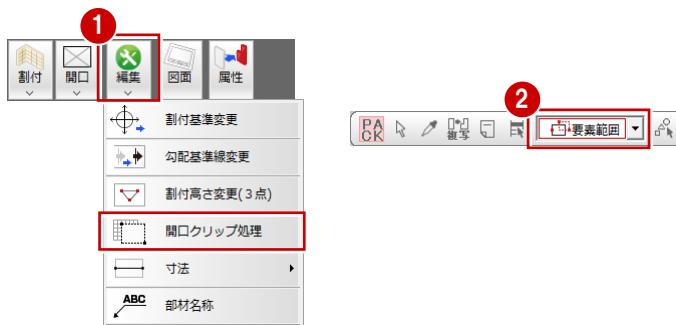 1
割付
開口
編集
図面
属性
割付基準変更
勾配基準線変更
割付高さ変更(3点)
開口クリップ処理
寸法
ABC
部材名称
2
PA
CK
複写
要素範囲